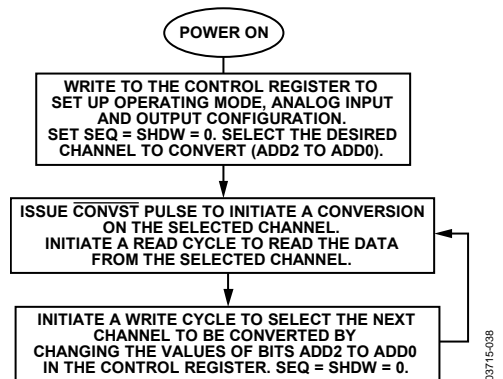 POWER ON
WRITE TO THE CONTROL REGISTER TO
SET UP OPERATING MODE, ANALOG INPUT
AND OUTPUT CONFIGURATION.
SET SEQ = SHDW = 0. SELECT THE DESIRED
CHANNEL TO CONVERT (ADD2 TO ADD0).
ISSUE CONVST PULSE TO INITIATE A CONVERSION
ON THE SELECTED CHANNEL.
INITIATE A READ CYCLE TO READ THE DATA
FROM THE SELECTED CHANNEL.
INITIATE A WRITE CYCLE TO SELECT THE NEXT
CHANNEL TO BE CONVERTED BY
CHANGING THE VALUES OF BITS ADD2 TO ADD0
IN THE CONTROL REGISTER. SEQ = SHDW = 0.
03715-038